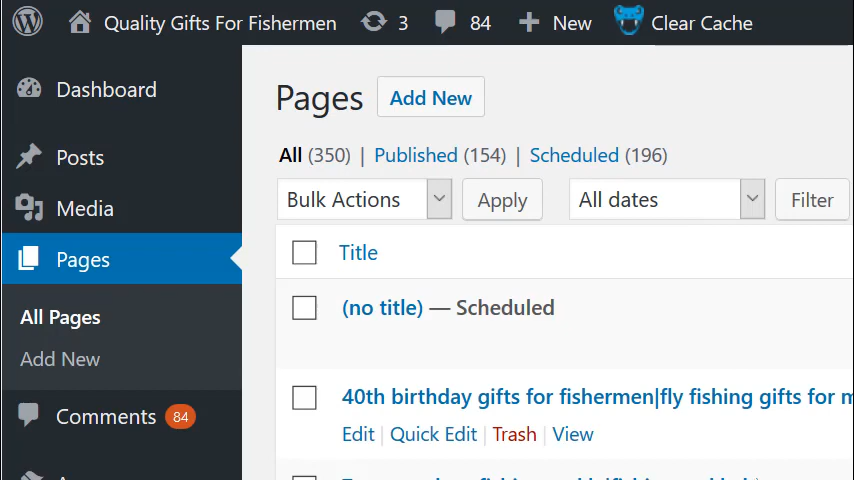 Quality Gifts For Fishermen 3 84 New Clear Cache
Dashboard
Posts
Media
Pages
All Pages
Add New
Comments 84
Pages Add New
All (350) | Published (154) | Scheduled (196)
Bulk Actions Apply All dates Filter
Title
(no title) — Scheduled
40th birthday gifts for fishermen|fly fishing gifts for
Edit | Quick Edit | Trash | View